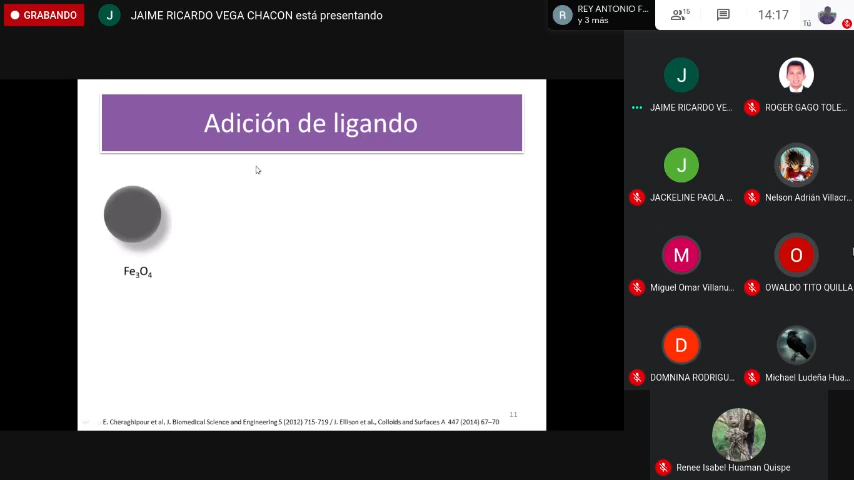 GRABANDO
J
JAIME RICARDO VEGA CHACON está presentando
R
REY ANTONIO F...
y 3 más
15
14:17
Tú
Adición de ligando
Fe₃O₄
11
E. Cheraghipour et al, J. Biomedical Science and Engineering 5 (2012) 715-719 / J. Ellison et al., Colloids and Surfaces A 447 (2014) 67–70
J
JAIME RICARDO VE...
ROGER GAGO TOLE...
J
JACKELINE PAOLA ...
Nelson Adrián Villacr...
M
Miguel Omar Villanu...
O
OWALDO TITO QUILLA
D
DOMNINA RODRIGU...
Michael Ludeña Hua...
Renee Isabel Huaman Quispe